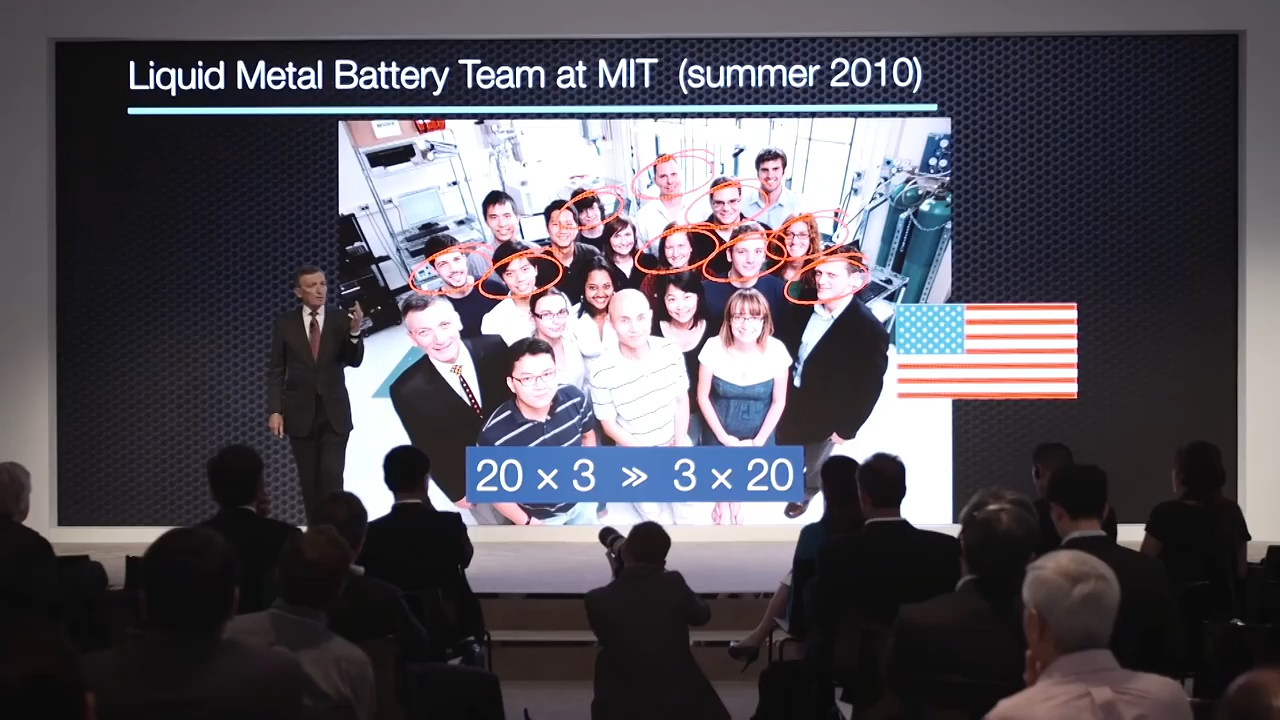 Liquid Metal Battery Team at MIT (summer 2010)
20 × 3 ≫ 3 × 20